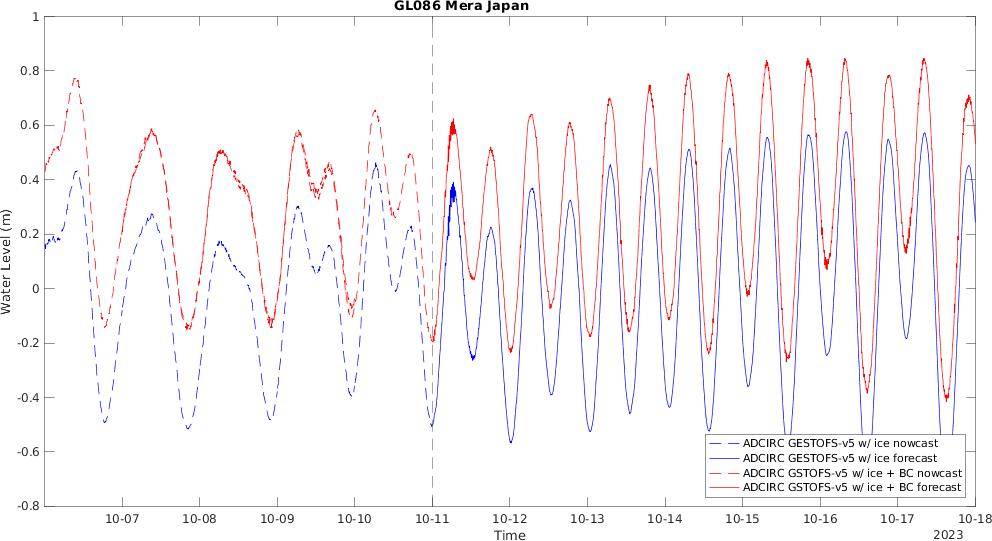 GL086 Mera Japan
1
0.8
0.6
0.4
0.2
0
-0.2
-0.4
-0.6
-0.8
Water Level (m)
10-07 10-08 10-09 10-10 10-11 10-12 10-13 10-14 10-15 10-16 10-17 10-18
Time
2023
ADCIRC GESTOFS-v5 w/ ice nowcast
ADCIRC GESTOFS-v5 w/ ice forecast
ADCIRC GSTOFS-v5 w/ ice + BC nowcast
ADCIRC GSTOFS-v5 w/ ice + BC forecast